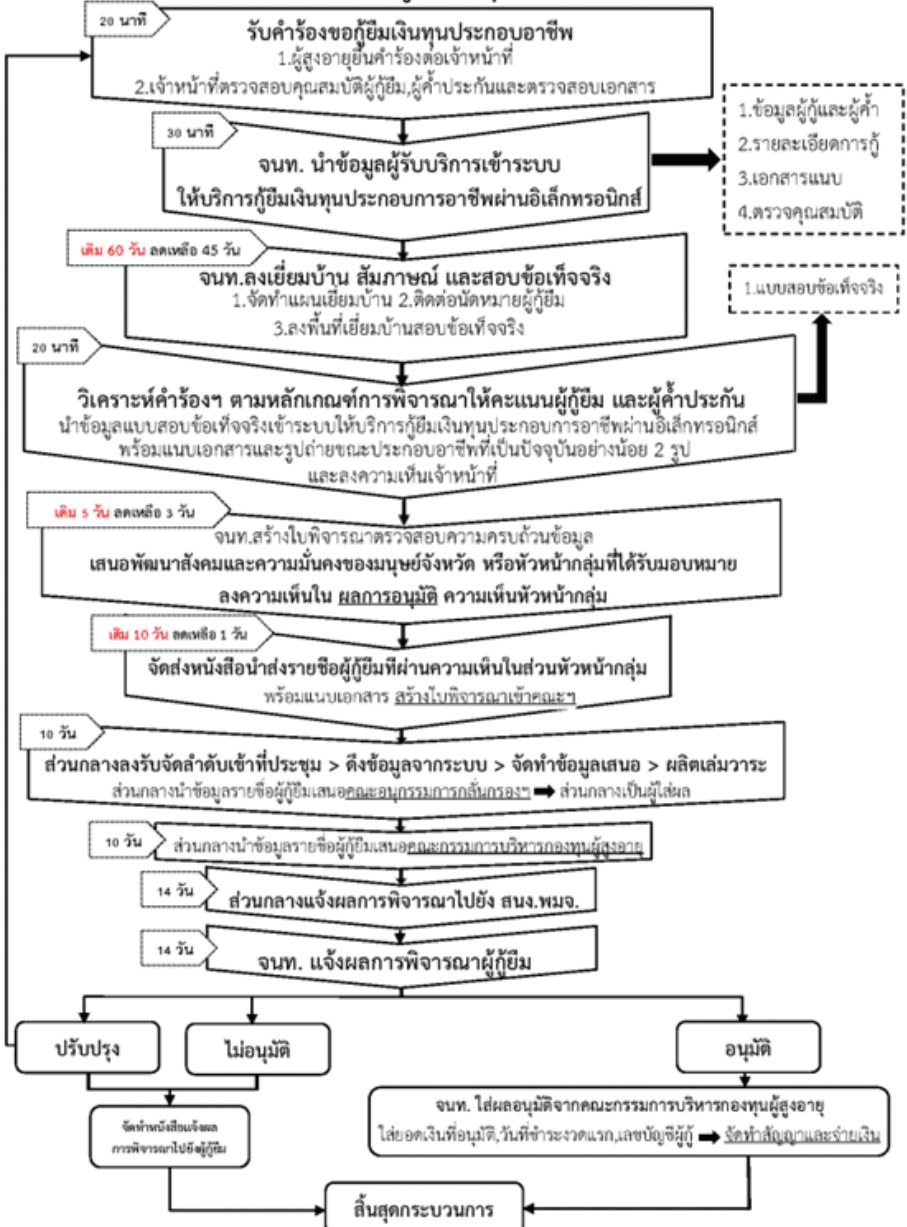 20 นาที
รับคำร้องขอกู้ยืมเงินทุนประกอบอาชีพ
1.ผู้สูงอายุยื่นคำร้องต่อเจ้าหน้าที่
2.เจ้าหน้าที่ตรวจสอบคุณสมบัติผู้กู้ยืม,ผู้ค้ำประกันและตรวจสอบเอกสาร
30 นาที
จนท. นำข้อมูลผู้รับบริการเข้าระบบ
ให้บริการกู้ยืมเงินทุนประกอบการอาชีพผ่านอิเล็กทรอนิกส์
1.ข้อมูลผู้กู้และผู้ค้ำ
2.รายละเอียดการกู้
3.เอกสารแนบ
4.ตรวจคุณสมบัติ
เดิม 60 วัน ลดเหลือ 45 วัน
จนท.ลงเยี่ยมบ้าน สัมภาษณ์ และสอบข้อเท็จจริง
1.จัดทำแผนเยี่ยมบ้าน 2.ติดต่อนัดหมายผู้กู้ยืม
3.ลงพื้นที่เยี่ยมบ้านสอบข้อเท็จจริง
1.แบบสอบข้อเท็จจริง
20 นาที
วิเคราะห์คำร้องฯ ตามหลักเกณฑ์การพิจารณาให้คะแนนผู้กู้ยืม และผู้ค้ำประกัน
นำข้อมูลแบบสอบข้อเท็จจริงเข้าระบบให้บริการกู้ยืมเงินทุนประกอบการอาชีพผ่านอิเล็กทรอนิกส์
พร้อมแนบเอกสารและรูปถ่ายขณะประกอบอาชีพที่เป็นปัจจุบันอย่างน้อย 2 รูป
และลงความเห็นเจ้าหน้าที่
เดิม 5 วัน ลดเหลือ 3 วัน
จนท.สร้างใบพิจารณาตรวจสอบความครบถ้วนข้อมูล
เสนอพัฒนาสังคมและความมั่นคงของมนุษย์จังหวัด หรือหัวหน้ากลุ่มที่ได้รับมอบหมาย
ลงความเห็นใน ผลการอนุมัติ ความเห็นหัวหน้ากลุ่ม
เดิม 10 วัน ลดเหลือ 1 วัน
จัดส่งหนังสือนำส่งรายชื่อผู้กู้ยืมที่ผ่านความเห็นในส่วนหัวหน้ากลุ่ม
พร้อมแนบเอกสาร สร้างใบพิจารณาเข้าคณะฯ
10 วัน
ส่วนกลางลงรับจัดลำดับเข้าที่ประชุม > ดึงข้อมูลจากระบบ > จัดทำข้อมูลเสนอ > ผลิตเล่มวาระ
ส่วนกลางนำข้อมูลรายชื่อผู้กู้ยืมเสนอคณะอนุกรรมการกลั่นกรองฯ ➡ ส่วนกลางเป็นผู้ใส่ผล
10 วัน
ส่วนกลางนำข้อมูลรายชื่อผู้กู้ยืมเสนอคณะกรรมการบริหารกองทุนผู้สูงอายุ
14 วัน
ส่วนกลางแจ้งผลการพิจารณาไปยัง สนง.พมจ.
14 วัน
จนท. แจ้งผลการพิจารณาผู้กู้ยืม
ปรับปรุง
ไม่อนุมัติ
อนุมัติ
จัดทำหนังสือแจ้งผล
การพิจารณาไปยังผู้กู้ยืม
จนท. ใส่ผลอนุมัติจากคณะกรรมการบริหารกองทุนผู้สูงอายุ
ใส่ยอดเงินที่อนุมัติ,วันที่ชำระงวดแรก,เลขบัญชีผู้กู้ ➡ จัดทำสัญญาและจ่ายเงิน
สิ้นสุดกระบวนการ